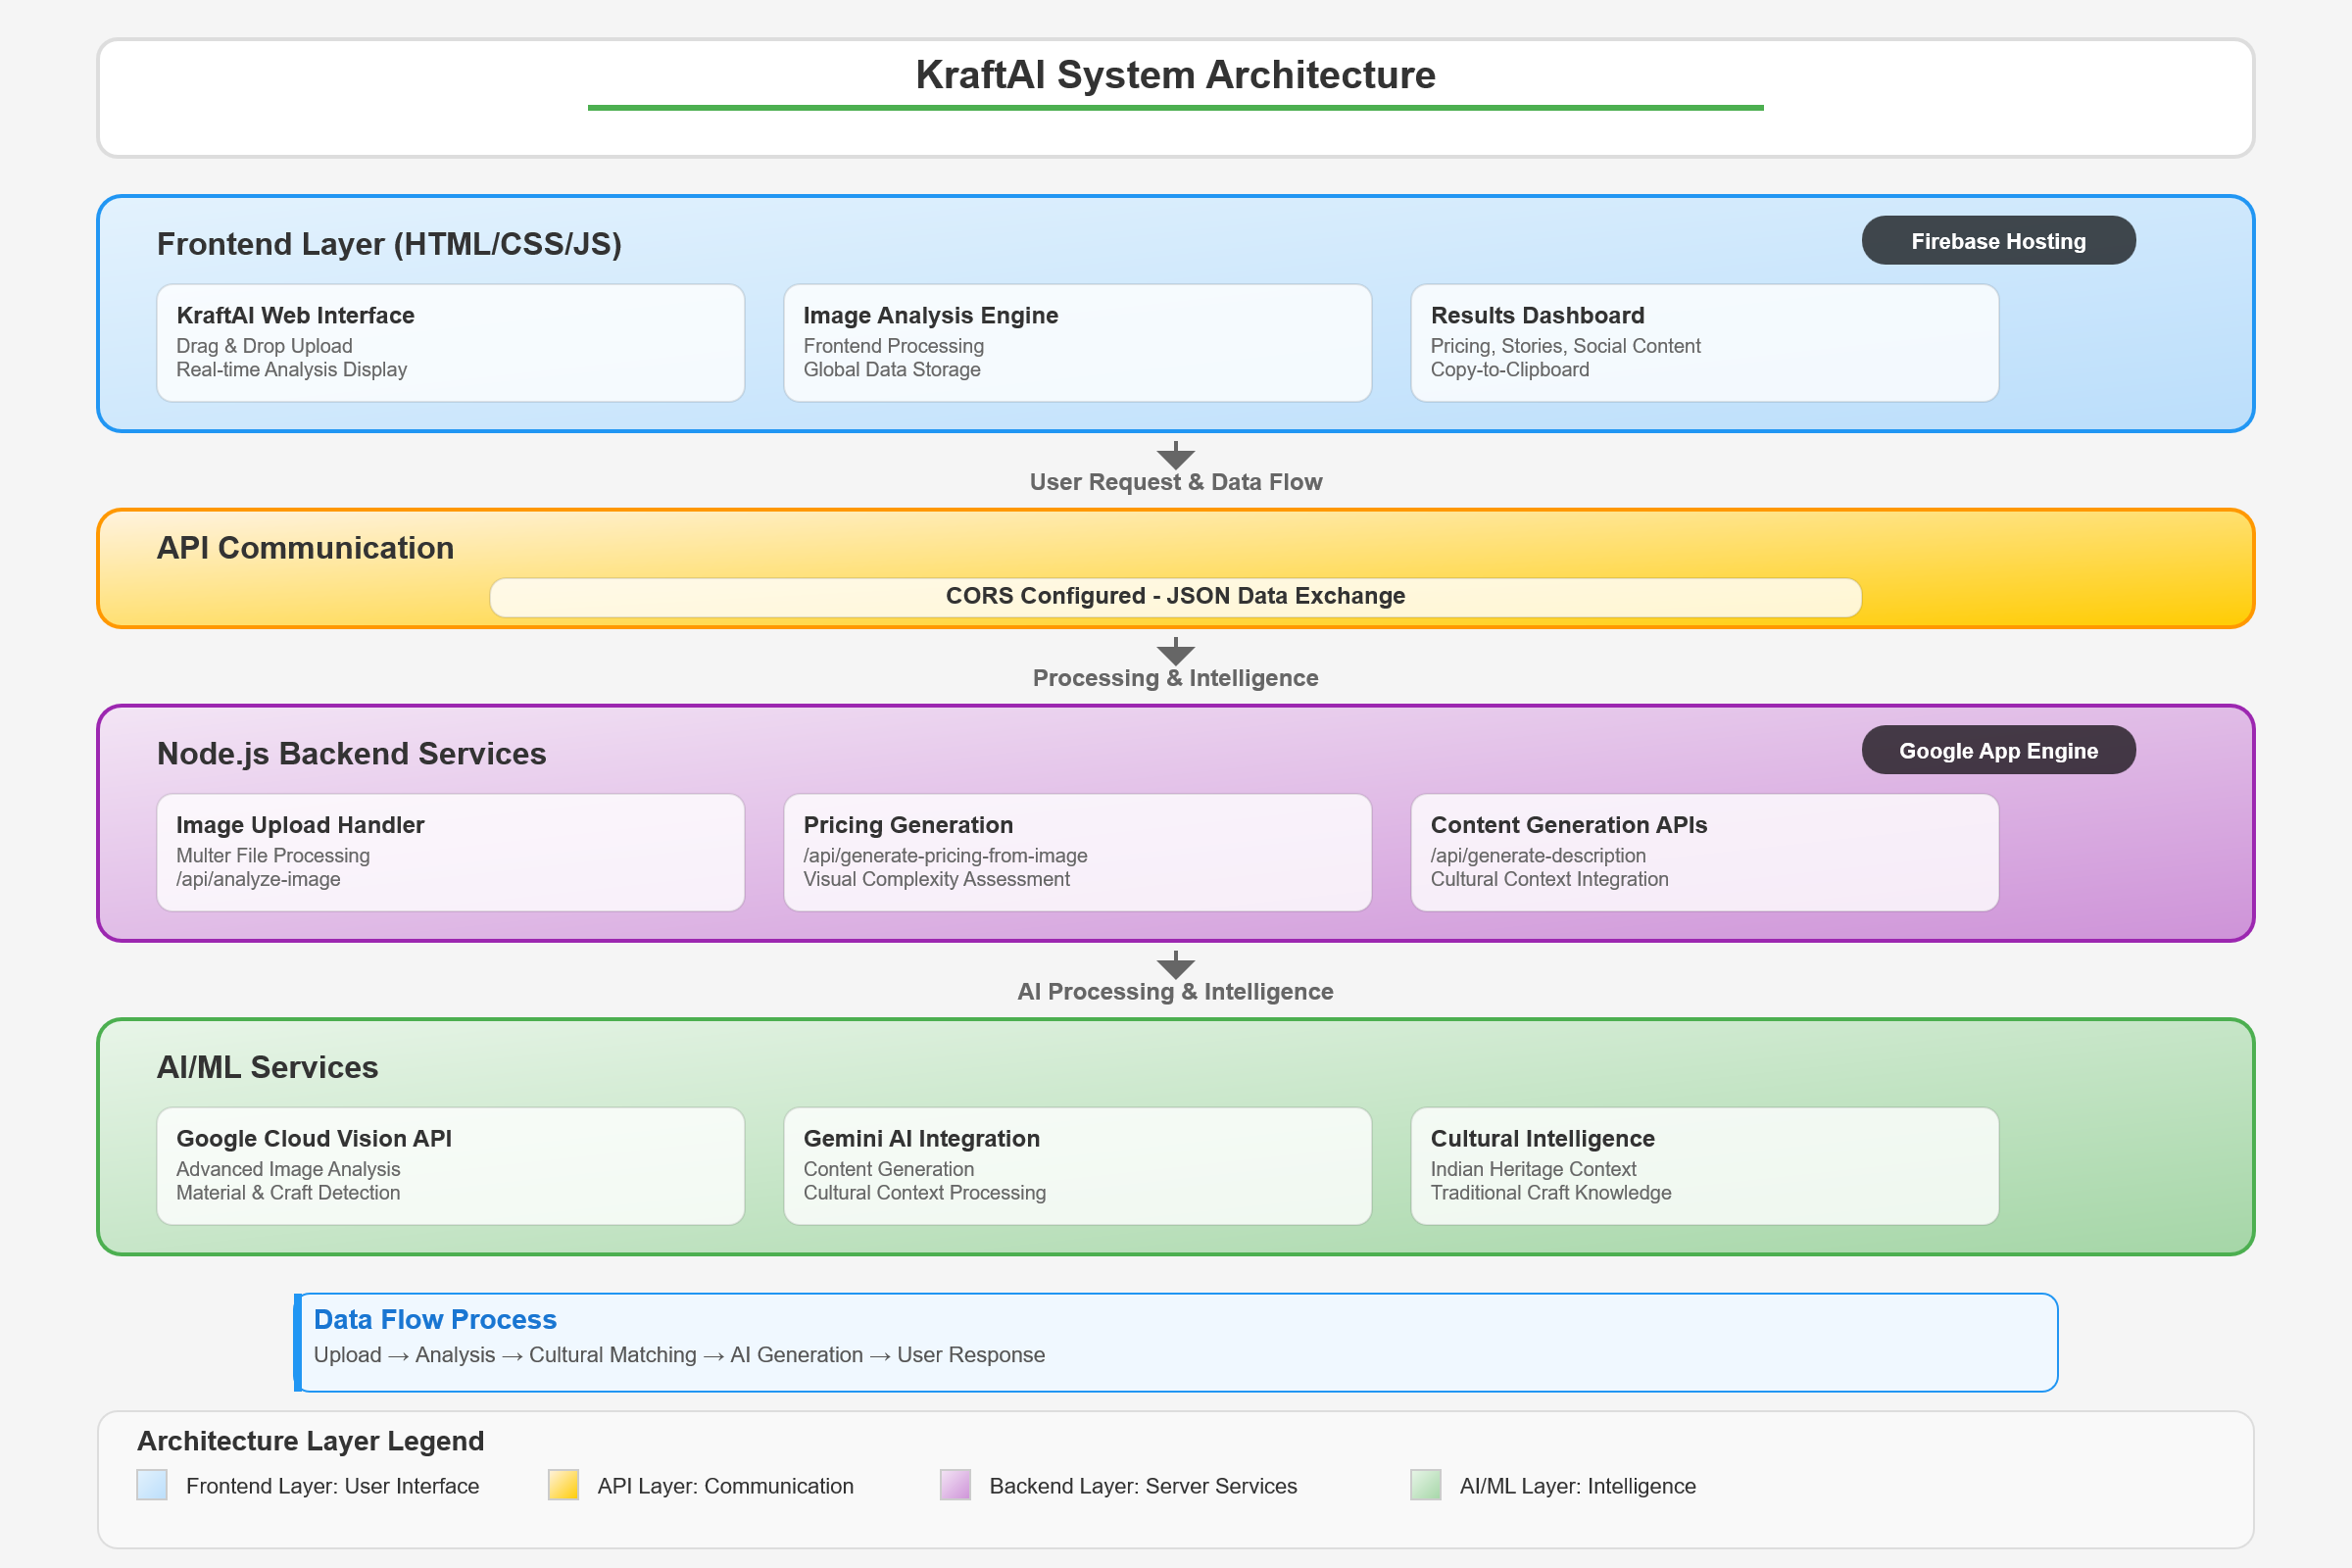 KraftAI System Architecture
Frontend Layer (HTML/CSS/JS)
Firebase Hosting
KraftAI Web Interface
Drag & Drop Upload
Real-time Analysis Display
Image Analysis Engine
Frontend Processing
Global Data Storage
Results Dashboard
Pricing, Stories, Social Content
Copy-to-Clipboard
User Request & Data Flow
API Communication
CORS Configured - JSON Data Exchange
Processing & Intelligence
Node.js Backend Services
Google App Engine
Image Upload Handler
Multer File Processing
/api/analyze-image
Pricing Generation
/api/generate-pricing-from-image
Visual Complexity Assessment
Content Generation APIs
/api/generate-description
Cultural Context Integration
AI Processing & Intelligence
AI/ML Services
Google Cloud Vision API
Advanced Image Analysis
Material & Craft Detection
Gemini AI Integration
Content Generation
Cultural Context Processing
Cultural Intelligence
Indian Heritage Context
Traditional Craft Knowledge
Data Flow Process
Upload → Analysis → Cultural Matching → AI Generation → User Response
Architecture Layer Legend
Frontend Layer: User Interface
API Layer: Communication
Backend Layer: Server Services
AI/ML Layer: Intelligence